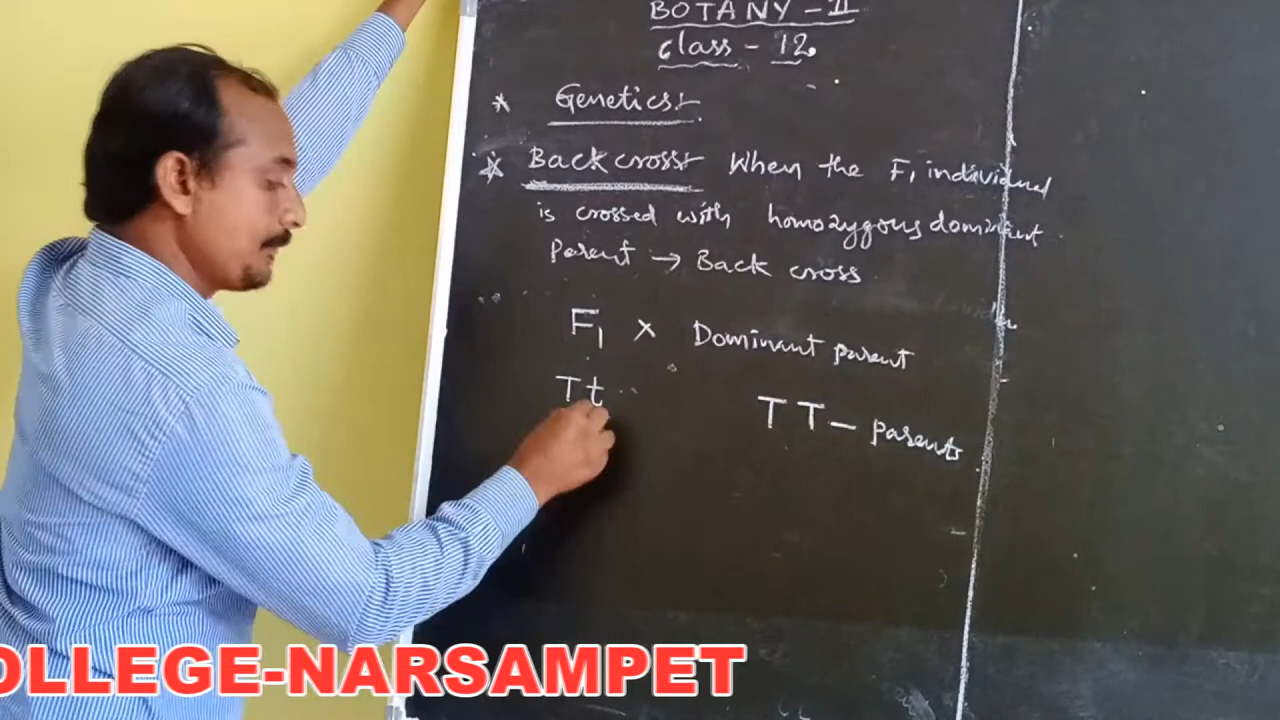 BOTANY - II
Class - 12.
* Genetics:-
* Back cross:- When the F1 individual
is crossed with homozygous dominant
Parent → Back cross
F1 × Dominant parent
Tt
TT - parents
OLLEGE-NARSAMPET